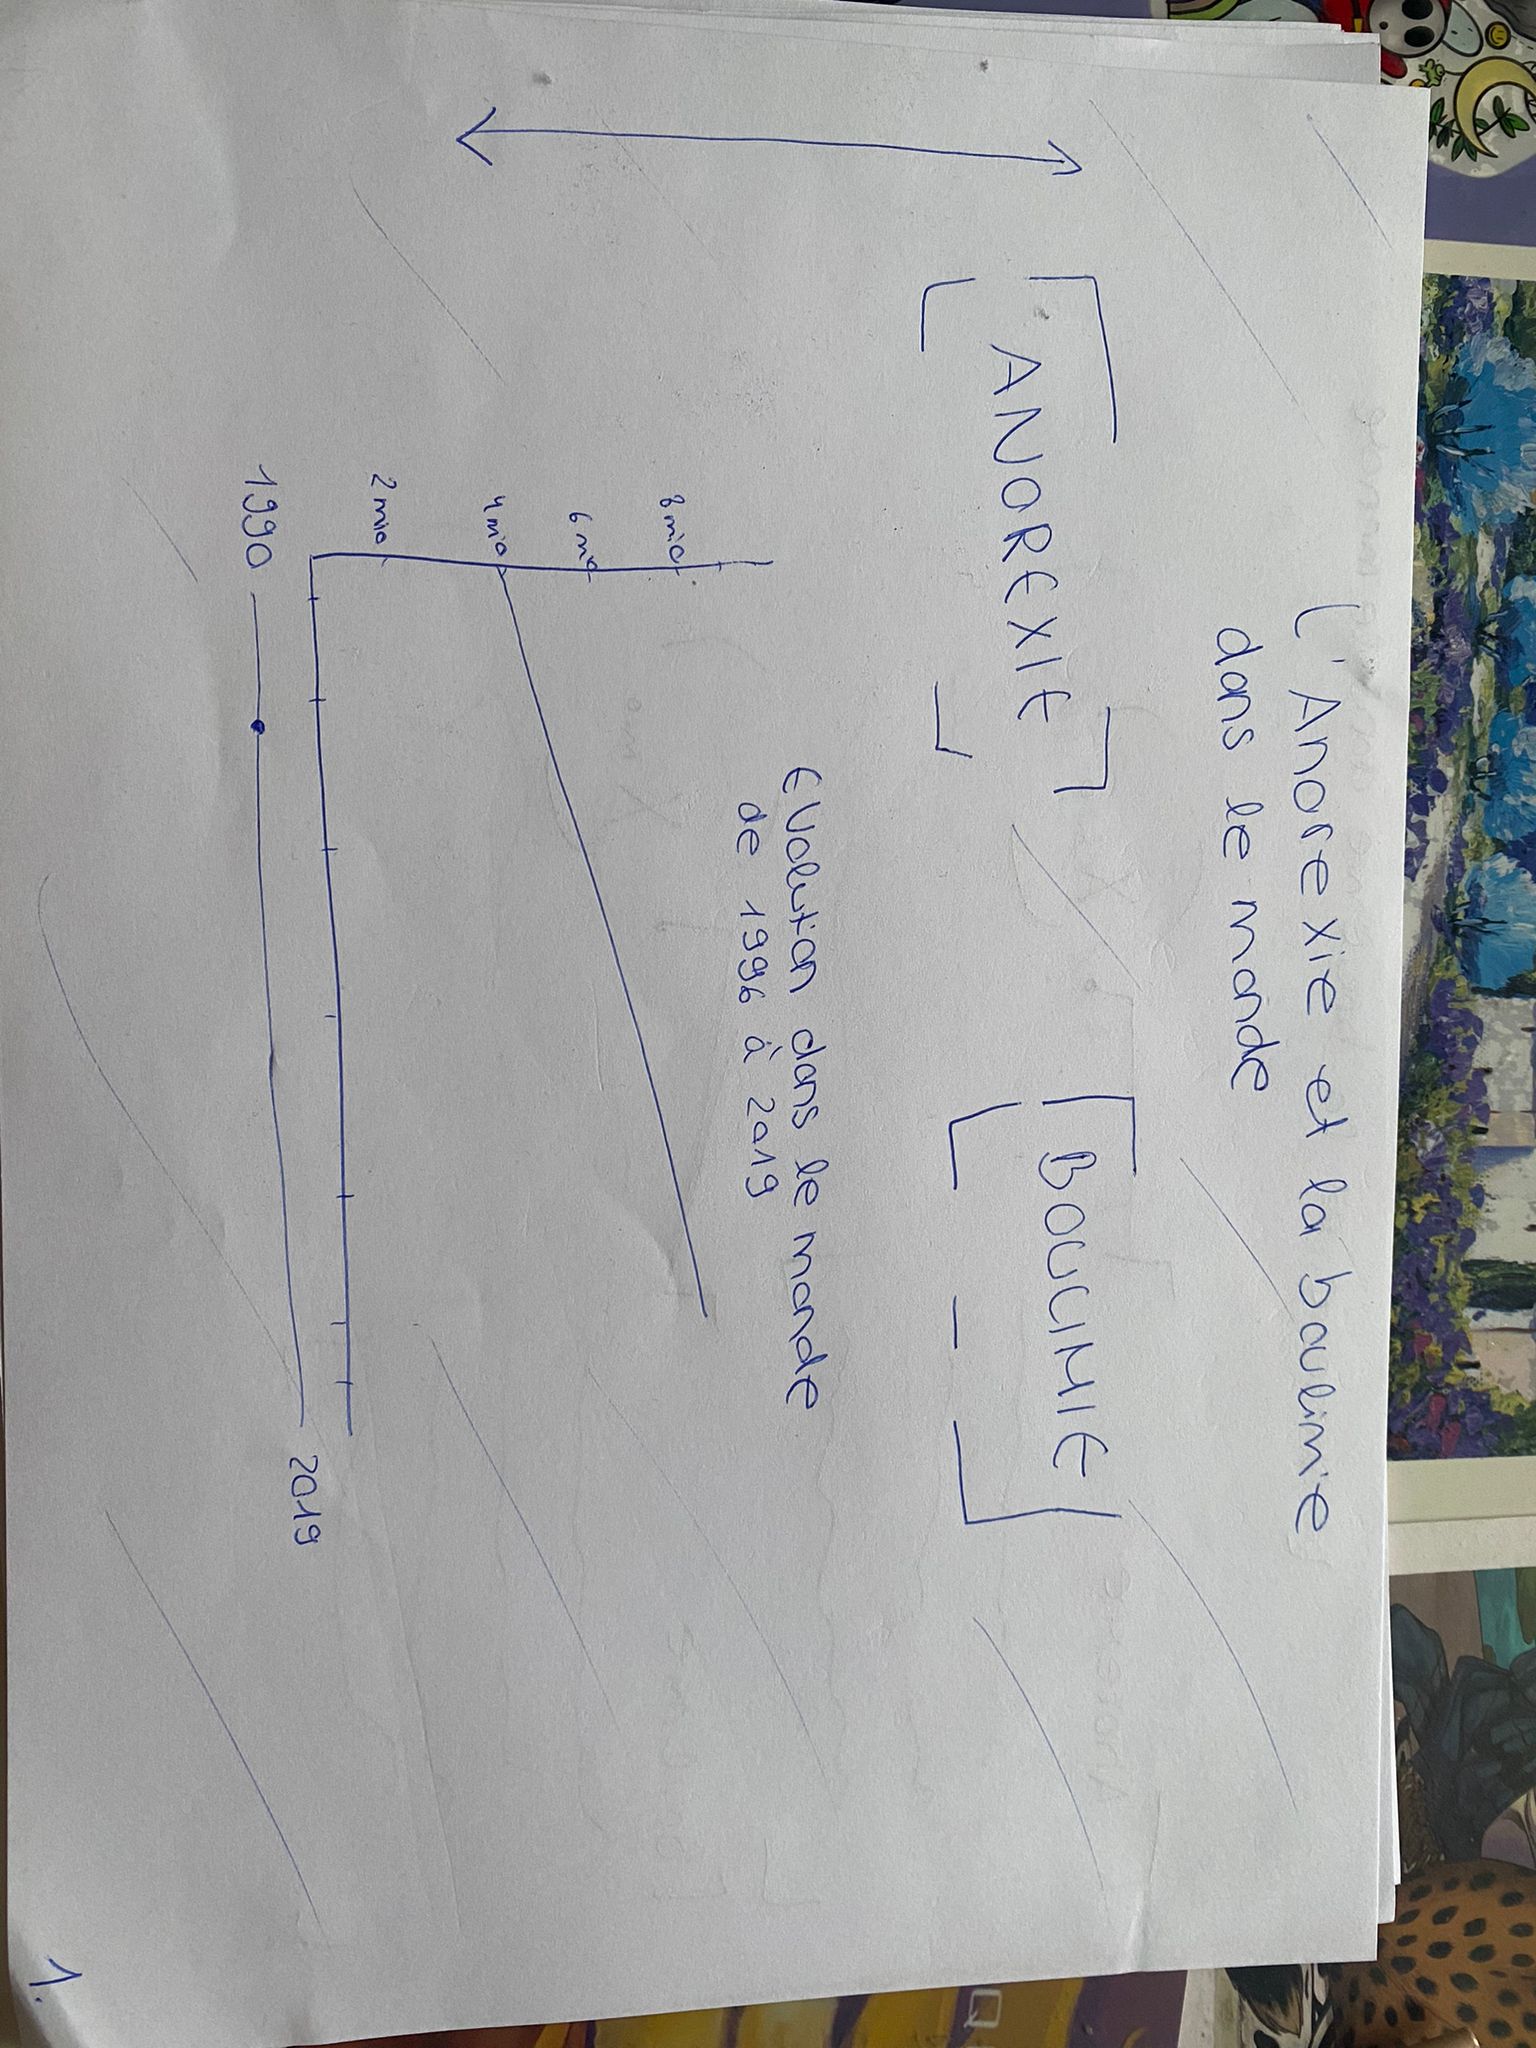 L'Anorexie et la boulimie
dans le monde
ANOREXIE
BOULIMIE
Evolution dans le monde
de 1996 à 2019
8 mio
6 mio
4 mio
2 mio
1990
2019
1.